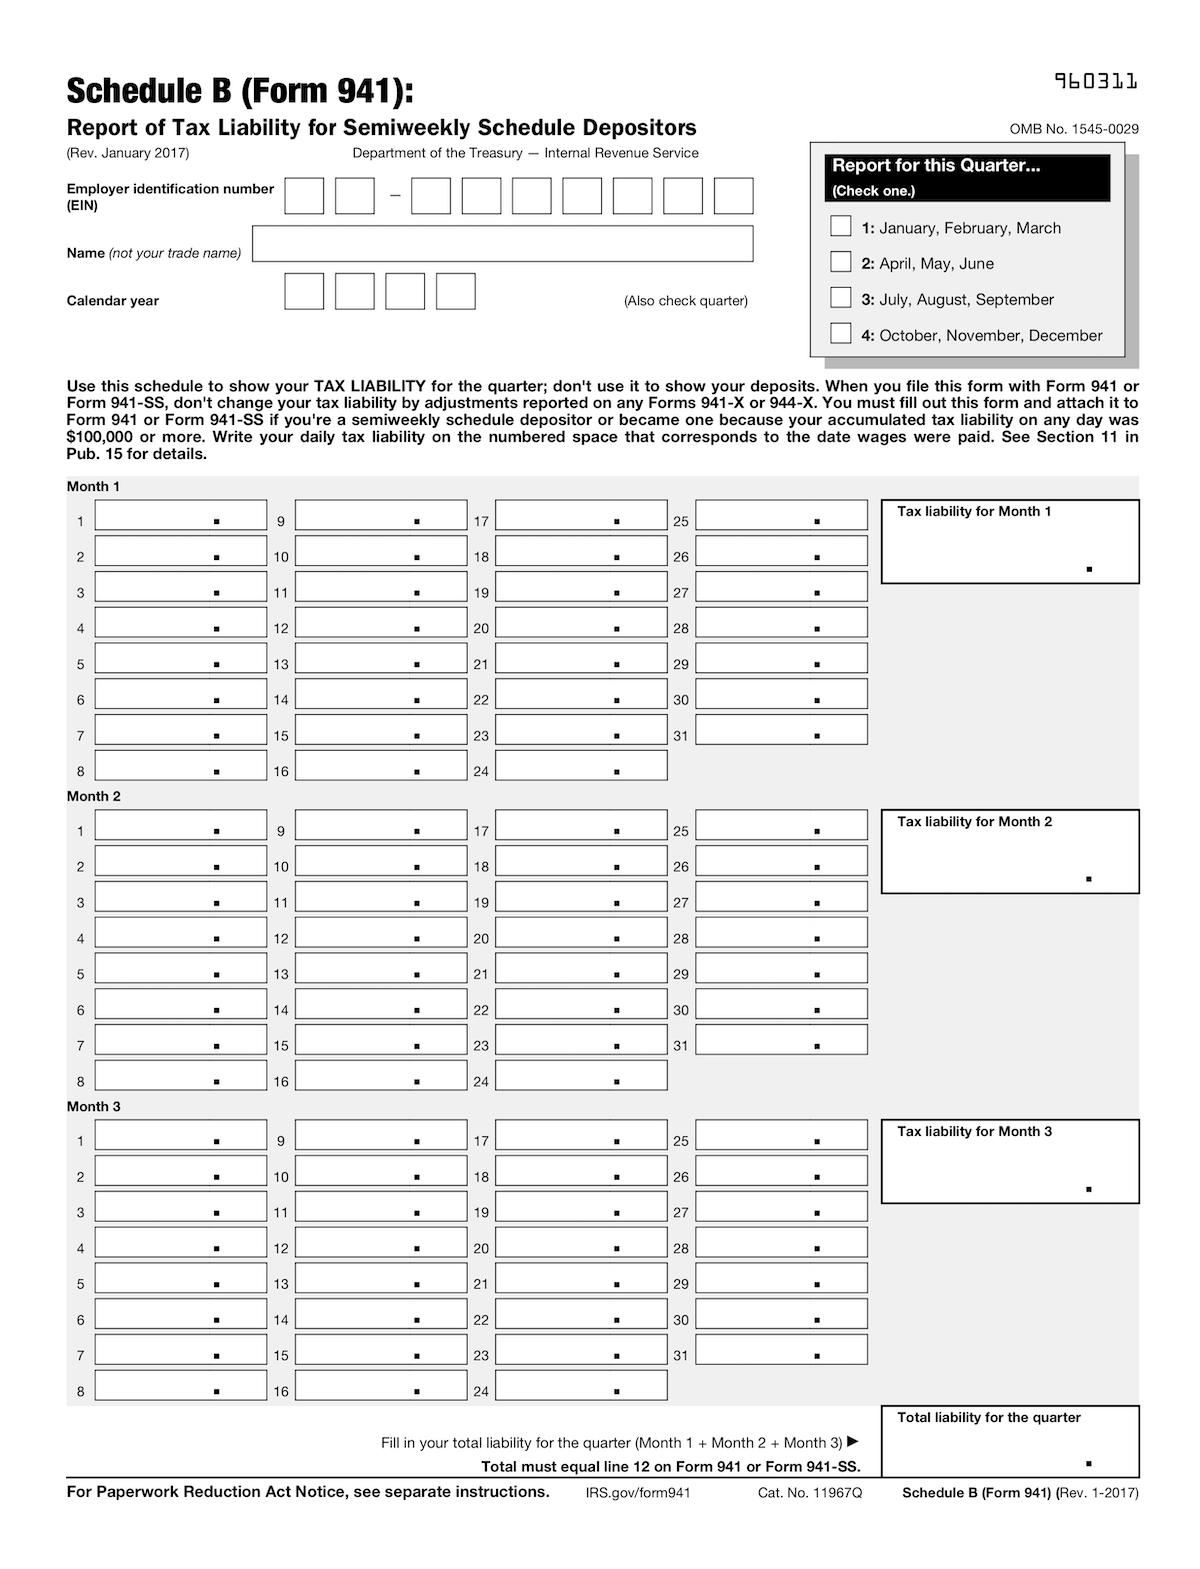 Schedule B (Form 941):
960311
Report of Tax Liability for Semiweekly Schedule Depositors
OMB No. 1545-0029
(Rev. January 2017)
Department of the Treasury — Internal Revenue Service
Employer identification number
(EIN)
–
Name (not your trade name)
Calendar year
(Also check quarter)
Report for this Quarter...
(Check one.)
1: January, February, March
2: April, May, June
3: July, August, September
4: October, November, December
Use this schedule to show your TAX LIABILITY for the quarter; don't use it to show your deposits. When you file this form with Form 941 or
Form 941-SS, don't change your tax liability by adjustments reported on any Forms 941-X or 944-X. You must fill out this form and attach it to
Form 941 or Form 941-SS if you're a semiweekly schedule depositor or became one because your accumulated tax liability on any day was
$100,000 or more. Write your daily tax liability on the numbered space that corresponds to the date wages were paid. See Section 11 in
Pub. 15 for details.
Month 1
1 . 9 . 17 . 25 .
2 . 10 . 18 . 26 .
3 . 11 . 19 . 27 .
4 . 12 . 20 . 28 .
5 . 13 . 21 . 29 .
6 . 14 . 22 . 30 .
7 . 15 . 23 . 31 .
8 . 16 . 24 .
Tax liability for Month 1
.
Month 2
1 . 9 . 17 . 25 .
2 . 10 . 18 . 26 .
3 . 11 . 19 . 27 .
4 . 12 . 20 . 28 .
5 . 13 . 21 . 29 .
6 . 14 . 22 . 30 .
7 . 15 . 23 . 31 .
8 . 16 . 24 .
Tax liability for Month 2
.
Month 3
1 . 9 . 17 . 25 .
2 . 10 . 18 . 26 .
3 . 11 . 19 . 27 .
4 . 12 . 20 . 28 .
5 . 13 . 21 . 29 .
6 . 14 . 22 . 30 .
7 . 15 . 23 . 31 .
8 . 16 . 24 .
Tax liability for Month 3
.
Fill in your total liability for the quarter (Month 1 + Month 2 + Month 3) ▶
Total must equal line 12 on Form 941 or Form 941-SS.
Total liability for the quarter
.
For Paperwork Reduction Act Notice, see separate instructions.
IRS.gov/form941
Cat. No. 11967Q
Schedule B (Form 941) (Rev. 1-2017)